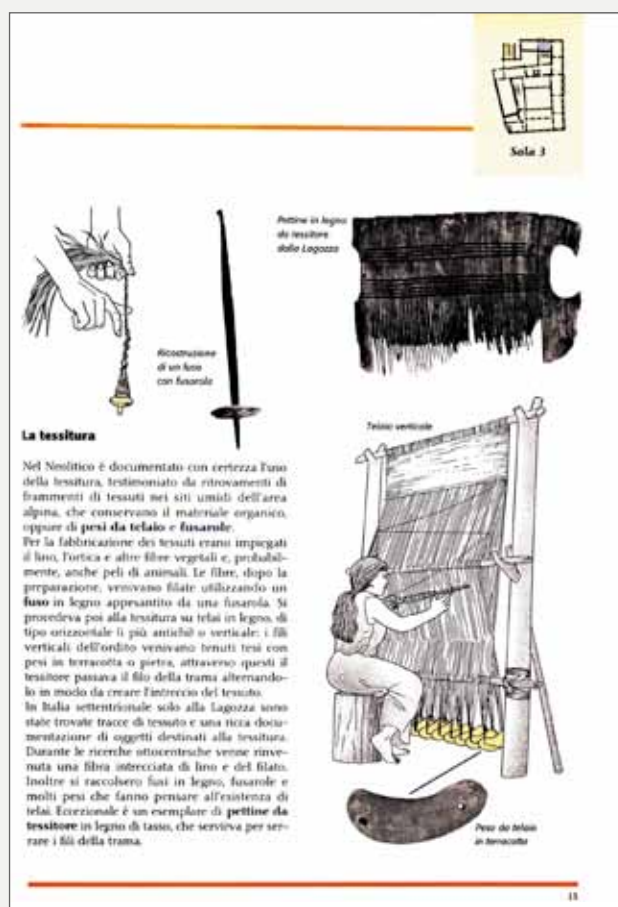 Sala 3
Pettine in legno
da tessitore
dalla Lagozza
Ricostruzione
di un fuso
con fusarola
Telaio verticale
La tessitura
Nel Neolitico è documentato con certezza l'uso
della tessitura, testimoniato da ritrovamenti di
frammenti di tessuti nei siti umidi dell'area
alpina, che conservano il materiale organico,
oppure di pesi da telaio e fusarole.
Per la fabbricazione dei tessuti erano impiegati
il lino, l'ortica e altre fibre vegetali e, probabil-
mente, anche peli di animali. Le fibre, dopo la
preparazione, venivano filate utilizzando un
fuso in legno appesantito da una fusarola. Si
procedeva poi alla tessitura su telai in legno, di
tipo orizzontale (i più antichi) o verticale: i fili
verticali dell'ordito venivano tenuti tesi con
pesi in terracotta o pietra, attraverso questi il
tessitore passava il filo della trama alternando-
lo in modo da creare l'intreccio del tessuto.
In Italia settentrionale solo alla Lagozza sono
state trovate tracce di tessuto e una ricca docu-
mentazione di oggetti destinati alla tessitura.
Durante le ricerche ottocentesche venne rinve-
nuta una fibra intrecciata di lino e del filato.
Inoltre si raccolsero fusi in legno, fusarole e
molti pesi che fanno pensare all'esistenza di
telai. Eccezionale è un esemplare di pettine da
tessitore in legno di tasso, che serviva per ser-
rare i fili della trama.
Peso da telaio
in terracotta